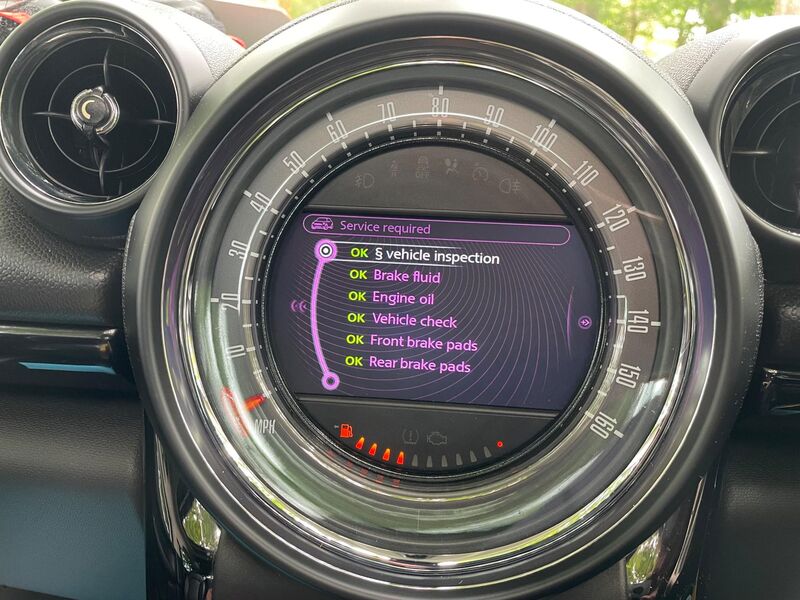 OFF
10
20
30
40
50
60
70
80
90
100
110
120
130
140
150
160
MPH
Service required
OK § vehicle inspection
OK Brake fluid
OK Engine oil
OK Vehicle check
OK Front brake pads
OK Rear brake pads